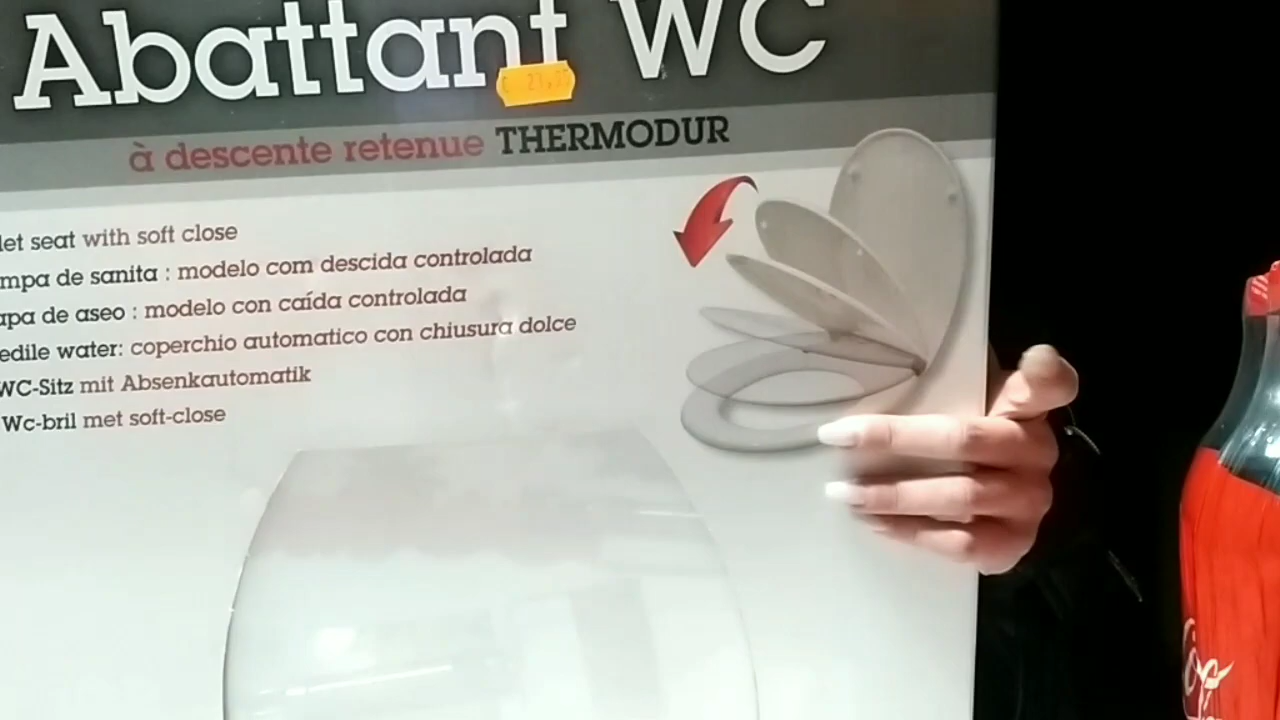 Abattant WC
à descente retenue THERMODUR
let seat with soft close
mpa de sanita : modelo com descida controlada
apa de aseo : modelo con caída controlada
edile water: coperchio automatico con chiusura dolce
WC-Sitz mit Absenkautomatik
Wc-bril met soft-close